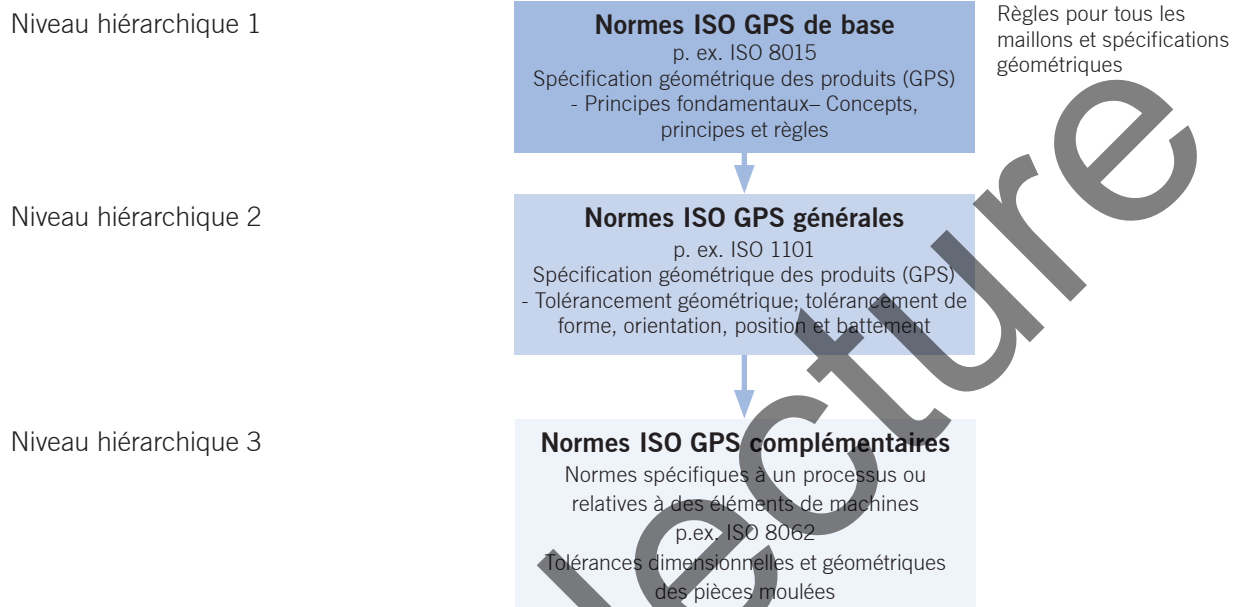 Niveau hiérarchique 1
Normes ISO GPS de base
p. ex. ISO 8015
Spécification géométrique des produits (GPS)
- Principes fondamentaux– Concepts,
principes et règles
Règles pour tous les
maillons et spécifications
géométriques
Niveau hiérarchique 2
Normes ISO GPS générales
p. ex. ISO 1101
Spécification géométrique des produits (GPS)
- Tolérancement géométrique; tolérancement de
forme, orientation, position et battement
Niveau hiérarchique 3
Normes ISO GPS complémentaires
Normes spécifiques à un processus ou
relatives à des éléments de machines
p.ex. ISO 8062
Tolérances dimensionnelles et géométriques
des pièces moulées
lecture